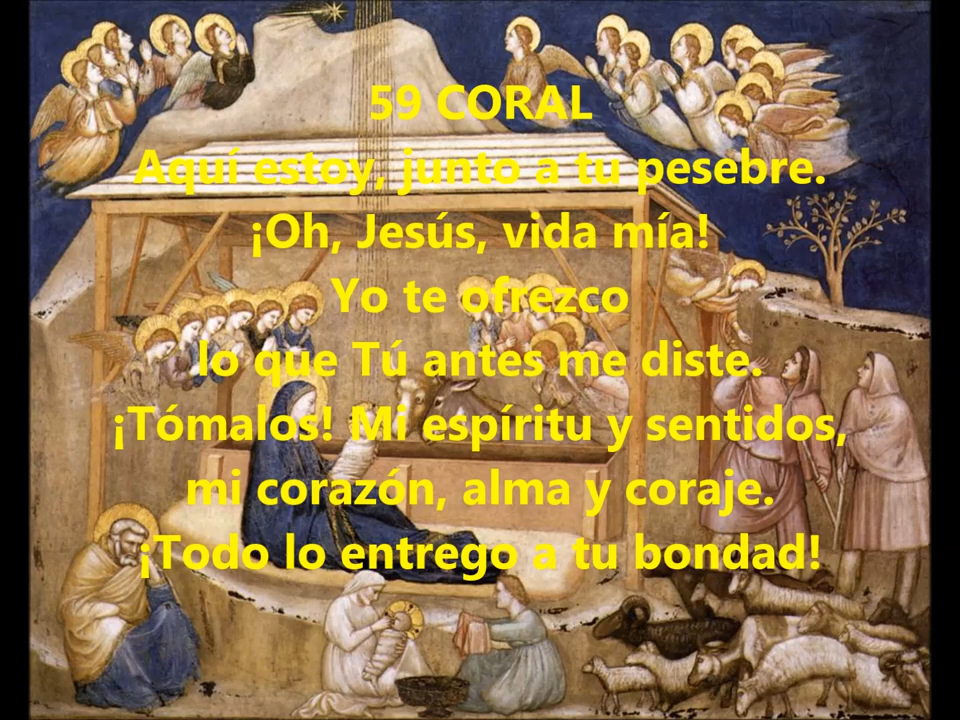 59 CORAL
Aquí estoy, junto a tu pesebre.
¡Oh, Jesús, vida mía!
Yo te ofrezco
lo que Tú antes me diste.
¡Tómalos! Mi espíritu y sentidos,
mi corazón, alma y coraje.
¡Todo lo entrego a tu bondad!